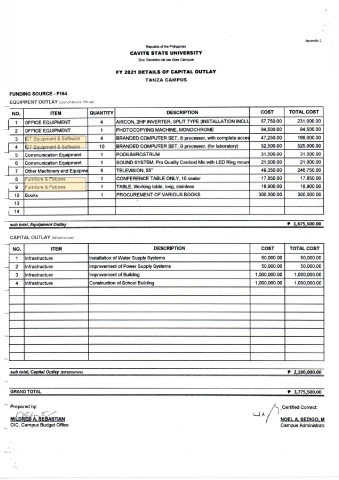 Appendix 2
Republic of the Philippines
CAVITE STATE UNIVERSITY
Don Severino de las Alas Campus
FY 2021 DETAILS OF CAPITAL OUTLAY
TANZA CAMPUS
FUNDING SOURCE - F164
EQUIPMENT OUTLAY
NO. ITEM QUANTITY DESCRIPTION COST TOTAL COST
1 OFFICE EQUIPMENT 4 AIRCON, 2HP INVERTER, SPLIT TYPE (INSTALLATION INCLU 57,750.00 231,000.00
2 OFFICE EQUIPMENT 1 PHOTOCOPYING MACHINE, MONOCHROME 94,500.00 94,500.00
3 ICT Equipment & Software 4 BRANDED COMPUTER SET, i5 processor, with complete acces 47,250.00 189,000.00
4 ICT Equipment & Software 10 BRANDED COMPUTER SET, processor, (for laboratory) 52,500.00 525,000.00
5 Communication Equipment 1 PODIUM/ROSTRUM 31,500.00 31,500.00
6 Communication Equipment 1 SOUND SYSTEM, Pro Quality Cardioid Mic with LED Ring moun 21,000.00 21,000.00
7 Other Machinery and Equipme 5 TELEVISION, 55" 49,350.00 246,750.00
8 Furniture & Fixtures 1 CONFERENCE TABLE ONLY, 10 seater 17,850.00 17,850.00
9 Furniture & Fixtures 1 TABLE, Working table, long, stainless 18,900.00 18,900.00
10 Books 1 PROCUREMENT OF VARIOUS BOOKS 300,000.00 300,000.00
13
14
sub total, Equipment Outlay ₱ 1,675,500.00
CAPITAL OUTLAY (Infrastructure)
NO. ITEM DESCRIPTION COST TOTAL COST
1 Infrastructure Installation of Water Supply Systems 50,000.00 50,000.00
2 Infrastructure Improvement of Power Supply Systems 50,000.00 50,000.00
3 Infrastructure Improvement of Building 1,000,000.00 1,000,000.00
4 Infrastructure Construction of School Building 1,000,000.00 1,000,000.00
sub total, Capital Outlay (Infrastructure) ₱ 2,100,000.00
GRAND TOTAL ₱ 3,775,500.00
Prepared by: Certified Correct:
MILDRED A. SEBASTIAN NOEL A. SEDIGO, M
OIC, Campus Budget Office Campus Administrato